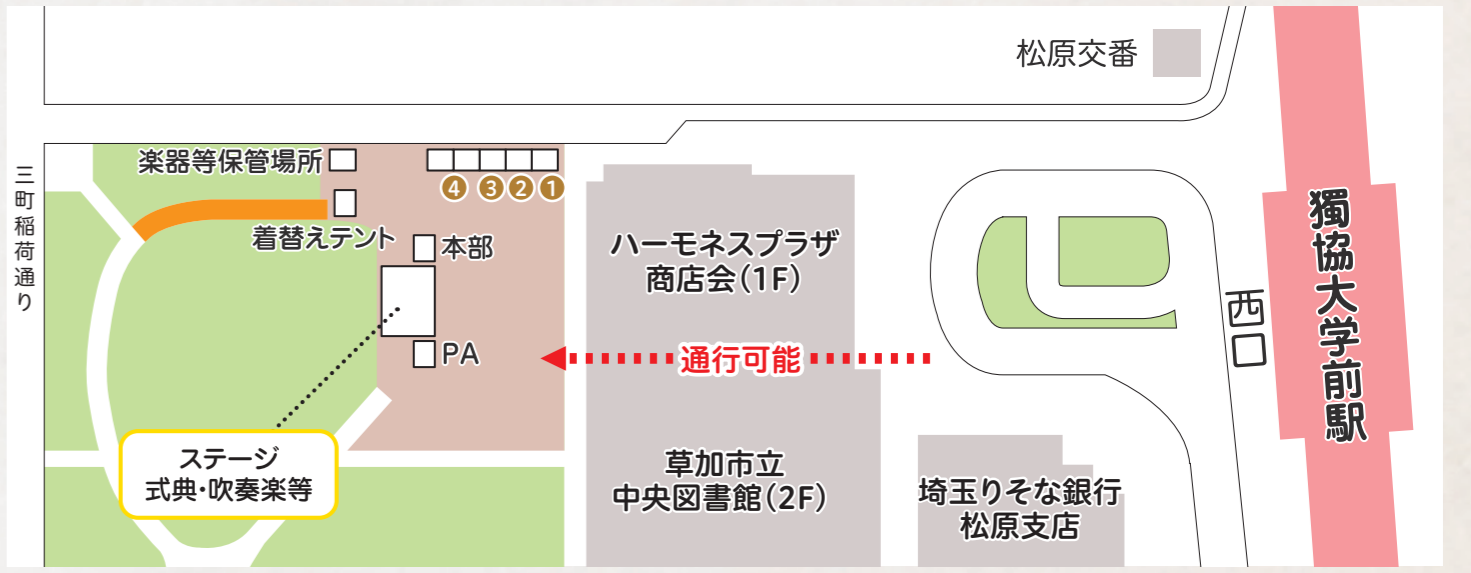 松原交番
三町稲荷通り
楽器等保管場所
4 3 2 1
着替えテント
本部
PA
ハーモネスプラザ
商店会(1F)
通行可能
西口
獨協大学前駅
ステージ
式典・吹奏楽等
草加市立
中央図書館(2F)
埼玉りそな銀行
松原支店